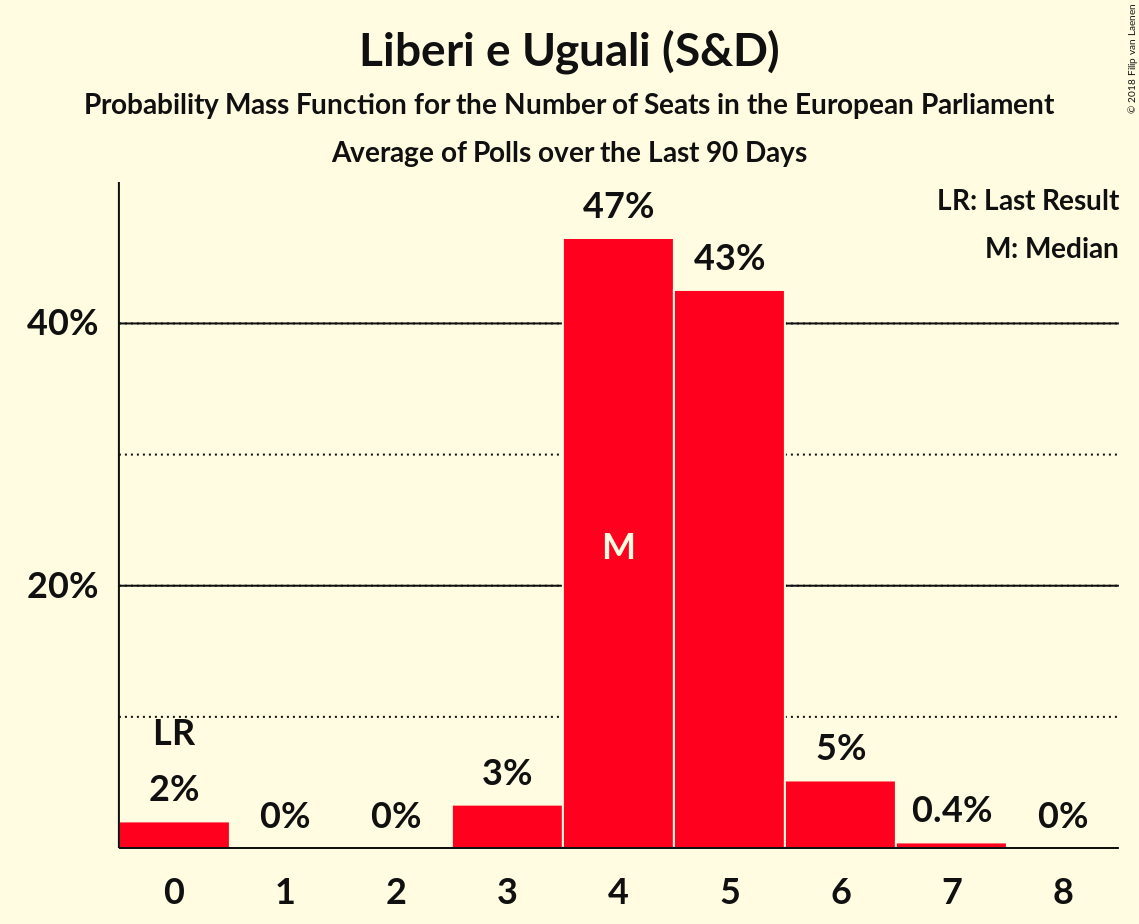 Liberi e Uguali (S&D)
Probability Mass Function for the Number of Seats in the European Parliament
Average of Polls over the Last 90 Days
© 2018 Filip van Laenen
LR: Last Result
M: Median
47%
43%
40%
M
20%
LR
2%
0%
0%
3%
5%
0.4%
0%
0 1 2 3 4 5 6 7 8